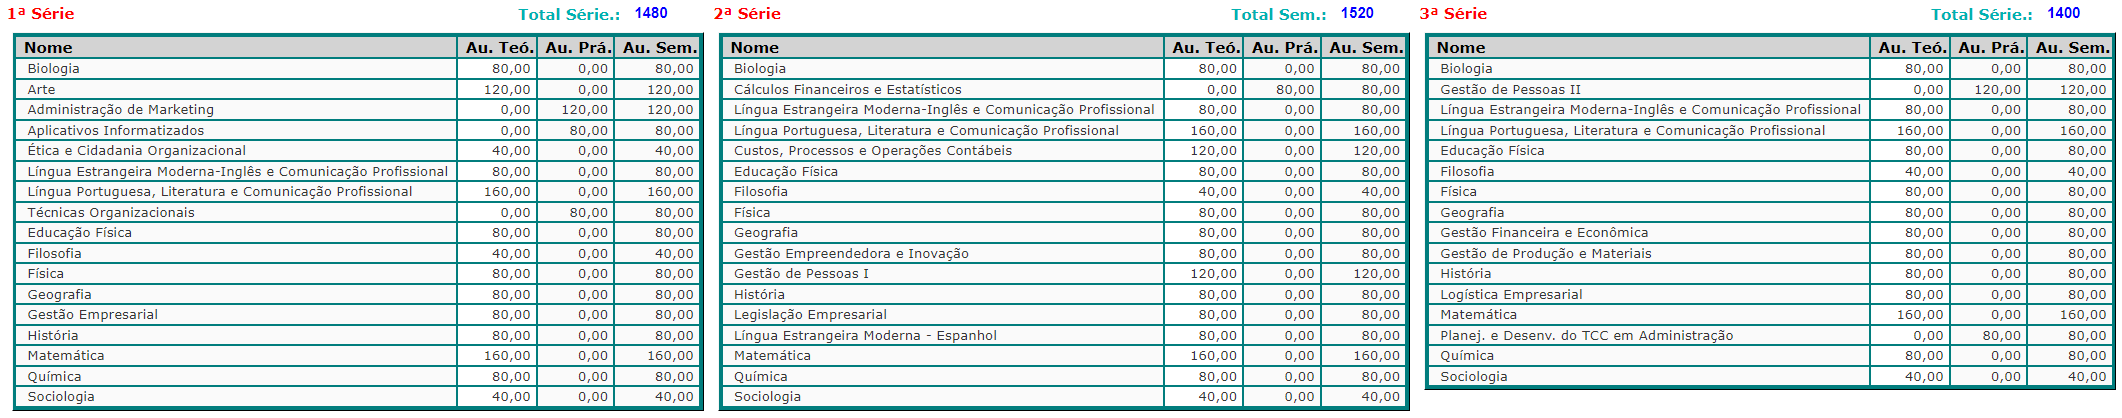 1ª Série Total Série.: 1480
Nome Au. Teó. Au. Prá. Au. Sem.
Biologia 80,00 0,00 80,00
Arte 120,00 0,00 120,00
Administração de Marketing 0,00 120,00 120,00
Aplicativos Informatizados 0,00 80,00 80,00
Ética e Cidadania Organizacional 40,00 0,00 40,00
Língua Estrangeira Moderna-Inglês e Comunicação Profissional 80,00 0,00 80,00
Língua Portuguesa, Literatura e Comunicação Profissional 160,00 0,00 160,00
Técnicas Organizacionais 0,00 80,00 80,00
Educação Física 80,00 0,00 80,00
Filosofia 40,00 0,00 40,00
Física 80,00 0,00 80,00
Geografia 80,00 0,00 80,00
Gestão Empresarial 80,00 0,00 80,00
História 80,00 0,00 80,00
Matemática 160,00 0,00 160,00
Química 80,00 0,00 80,00
Sociologia 40,00 0,00 40,00
2ª Série Total Sem.: 1520
Nome Au. Teó. Au. Prá. Au. Sem.
Biologia 80,00 0,00 80,00
Cálculos Financeiros e Estatísticos 0,00 80,00 80,00
Língua Estrangeira Moderna-Inglês e Comunicação Profissional 80,00 0,00 80,00
Língua Portuguesa, Literatura e Comunicação Profissional 160,00 0,00 160,00
Custos, Processos e Operações Contábeis 120,00 0,00 120,00
Educação Física 80,00 0,00 80,00
Filosofia 40,00 0,00 40,00
Física 80,00 0,00 80,00
Geografia 80,00 0,00 80,00
Gestão Empreendedora e Inovação 80,00 0,00 80,00
Gestão de Pessoas I 120,00 0,00 120,00
História 80,00 0,00 80,00
Legislação Empresarial 80,00 0,00 80,00
Língua Estrangeira Moderna - Espanhol 80,00 0,00 80,00
Matemática 160,00 0,00 160,00
Química 80,00 0,00 80,00
Sociologia 40,00 0,00 40,00
3ª Série Total Série.: 1400
Nome Au. Teó. Au. Prá. Au. Sem.
Biologia 80,00 0,00 80,00
Gestão de Pessoas II 0,00 120,00 120,00
Língua Estrangeira Moderna-Inglês e Comunicação Profissional 80,00 0,00 80,00
Língua Portuguesa, Literatura e Comunicação Profissional 160,00 0,00 160,00
Educação Física 80,00 0,00 80,00
Filosofia 40,00 0,00 40,00
Física 80,00 0,00 80,00
Geografia 80,00 0,00 80,00
Gestão Financeira e Econômica 80,00 0,00 80,00
Gestão de Produção e Materiais 80,00 0,00 80,00
História 80,00 0,00 80,00
Logística Empresarial 80,00 0,00 80,00
Matemática 160,00 0,00 160,00
Planej. e Desenv. do TCC em Administração 0,00 80,00 80,00
Química 80,00 0,00 80,00
Sociologia 40,00 0,00 40,00